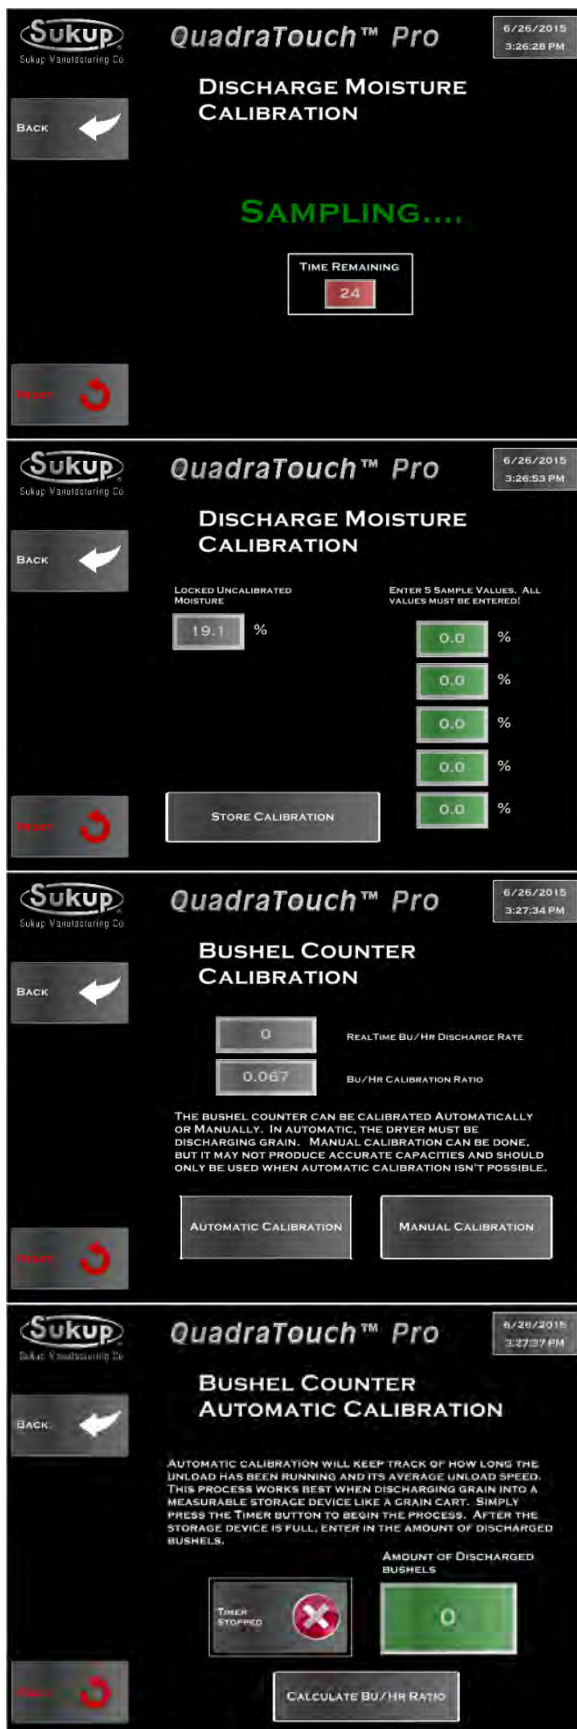 Sukup
Sukup Manufacturing Co
QuadraTouch™ Pro
6/26/2015
3:26:28 PM
DISCHARGE MOISTURE
CALIBRATION
BACK
SAMPLING....
TIME REMAINING
24
RESET
Sukup
Sukup Manufacturing Co
QuadraTouch™ Pro
6/26/2015
3:26:53 PM
DISCHARGE MOISTURE
CALIBRATION
BACK
LOCKED UNCALIBRATED
MOISTURE
19.1 %
ENTER 5 SAMPLE VALUES. ALL
VALUES MUST BE ENTERED!
0.0 %
0.0 %
0.0 %
0.0 %
0.0 %
STORE CALIBRATION
RESET
Sukup
Sukup Manufacturing Co
QuadraTouch™ Pro
6/26/2015
3:27:34 PM
BUSHEL COUNTER
CALIBRATION
BACK
0 REALTIME BU/HR DISCHARGE RATE
0.067 BU/HR CALIBRATION RATIO
THE BUSHEL COUNTER CAN BE CALIBRATED AUTOMATICALLY
OR MANUALLY. IN AUTOMATIC, THE DRYER MUST BE
DISCHARGING GRAIN. MANUAL CALIBRATION CAN BE DONE,
BUT IT MAY NOT PRODUCE ACCURATE CAPACITIES AND SHOULD
ONLY BE USED WHEN AUTOMATIC CALIBRATION ISN'T POSSIBLE.
AUTOMATIC CALIBRATION
MANUAL CALIBRATION
RESET
Sukup
Sukup Manufacturing Co
QuadraTouch™ Pro
6/26/2015
3:27:37 PM
BUSHEL COUNTER
AUTOMATIC CALIBRATION
BACK
AUTOMATIC CALIBRATION WILL KEEP TRACK OF HOW LONG THE
UNLOAD HAS BEEN RUNNING AND ITS AVERAGE UNLOAD SPEED.
THIS PROCESS WORKS BEST WHEN DISCHARGING GRAIN INTO A
MEASURABLE STORAGE DEVICE LIKE A GRAIN CART. SIMPLY
PRESS THE TIMER BUTTON TO BEGIN THE PROCESS. AFTER THE
STORAGE DEVICE IS FULL, ENTER IN THE AMOUNT OF DISCHARGED
BUSHELS.
AMOUNT OF DISCHARGED
BUSHELS
TIMER
STOPPED
0
CALCULATE BU/HR RATIO
RESET